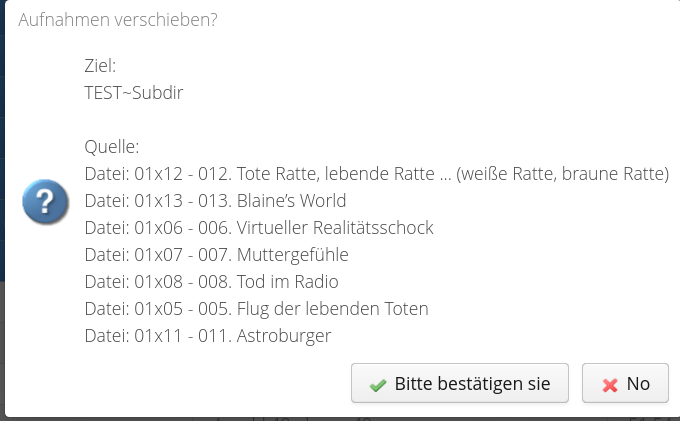 Aufnahmen verschieben?
Ziel:
TEST~Subdir
Quelle:
Datei: 01x12 - 012. Tote Ratte, lebende Ratte ... (weiße Ratte, braune Ratte)
Datei: 01x13 - 013. Blaine’s World
Datei: 01x06 - 006. Virtueller Realitätsschock
Datei: 01x07 - 007. Muttergefühle
Datei: 01x08 - 008. Tod im Radio
Datei: 01x05 - 005. Flug der lebenden Toten
Datei: 01x11 - 011. Astroburger
Bitte bestätigen sie
No